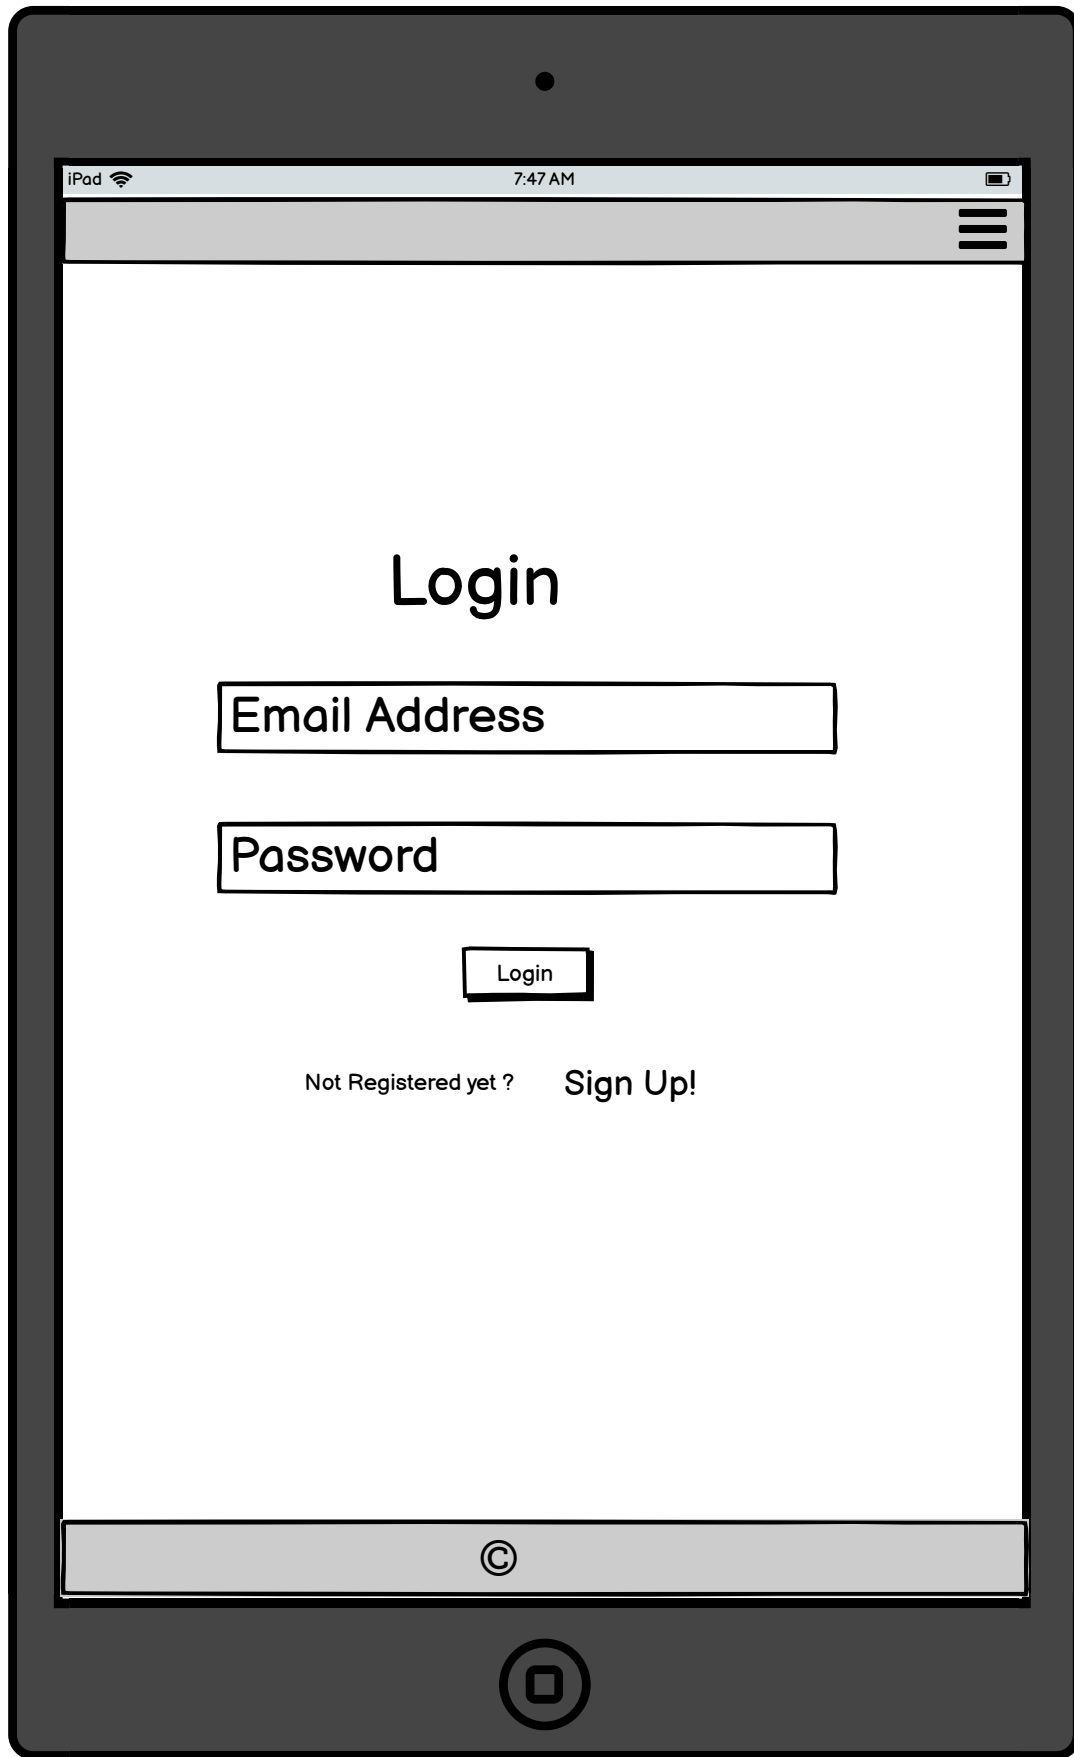 iPad 7:47 AM
Login
Email Address
Password
Login
Not Registered yet ? Sign Up!
©